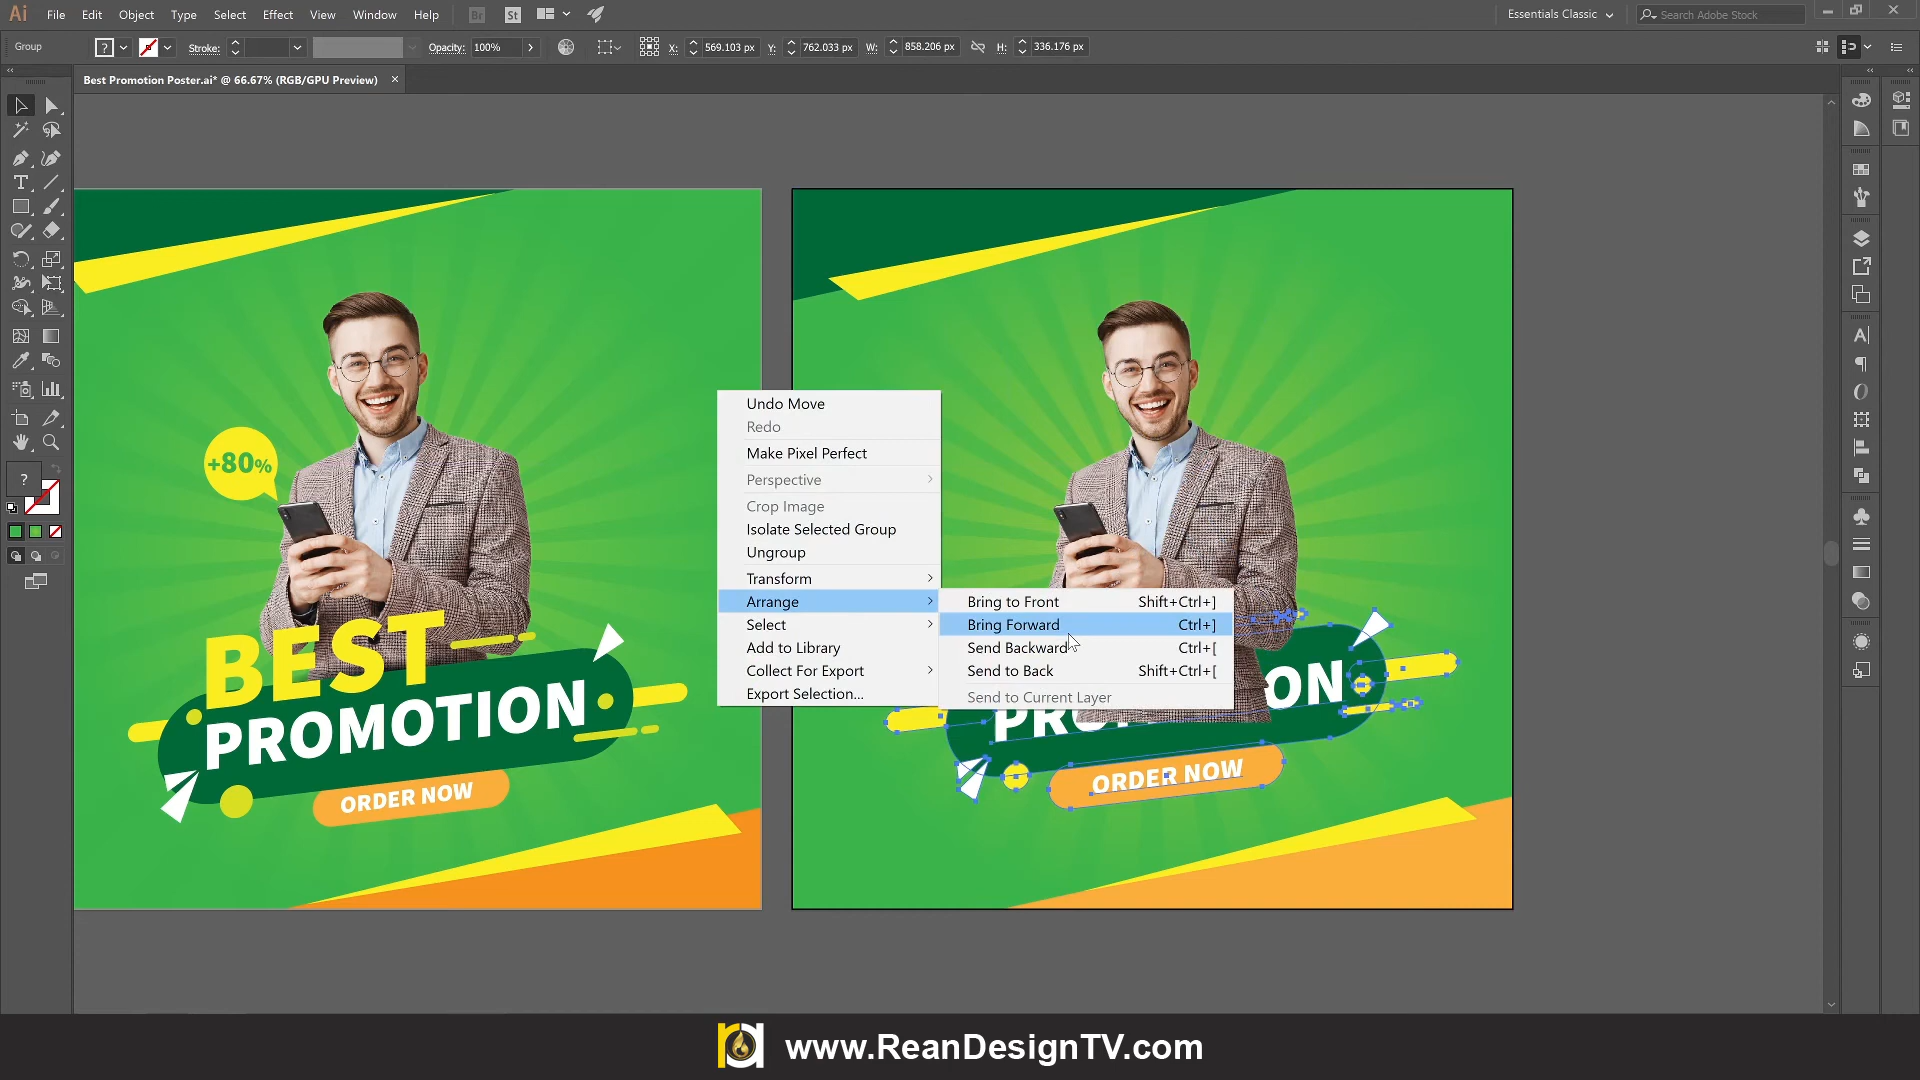 Ai File Edit Object Type Select Effect View Window Help Br St Essentials Classic Search Adobe Stock
Group ? Stroke: Opacity: 100% X: 569.103 px Y: 762.033 px W: 858.206 px H: 336.176 px
Best Promotion Poster.ai* @ 66.67% (RGB/GPU Preview)
+80%
BEST
PROMOTION
ORDER NOW
Undo Move
Redo
Make Pixel Perfect
Perspective
Crop Image
Isolate Selected Group
Ungroup
Transform
Arrange
Select
Add to Library
Collect For Export
Export Selection...
Bring to Front Shift+Ctrl+]
Bring Forward Ctrl+]
Send Backward Ctrl+[
Send to Back Shift+Ctrl+[
Send to Current Layer
ORDER NOW
?
www.ReanDesignTV.com